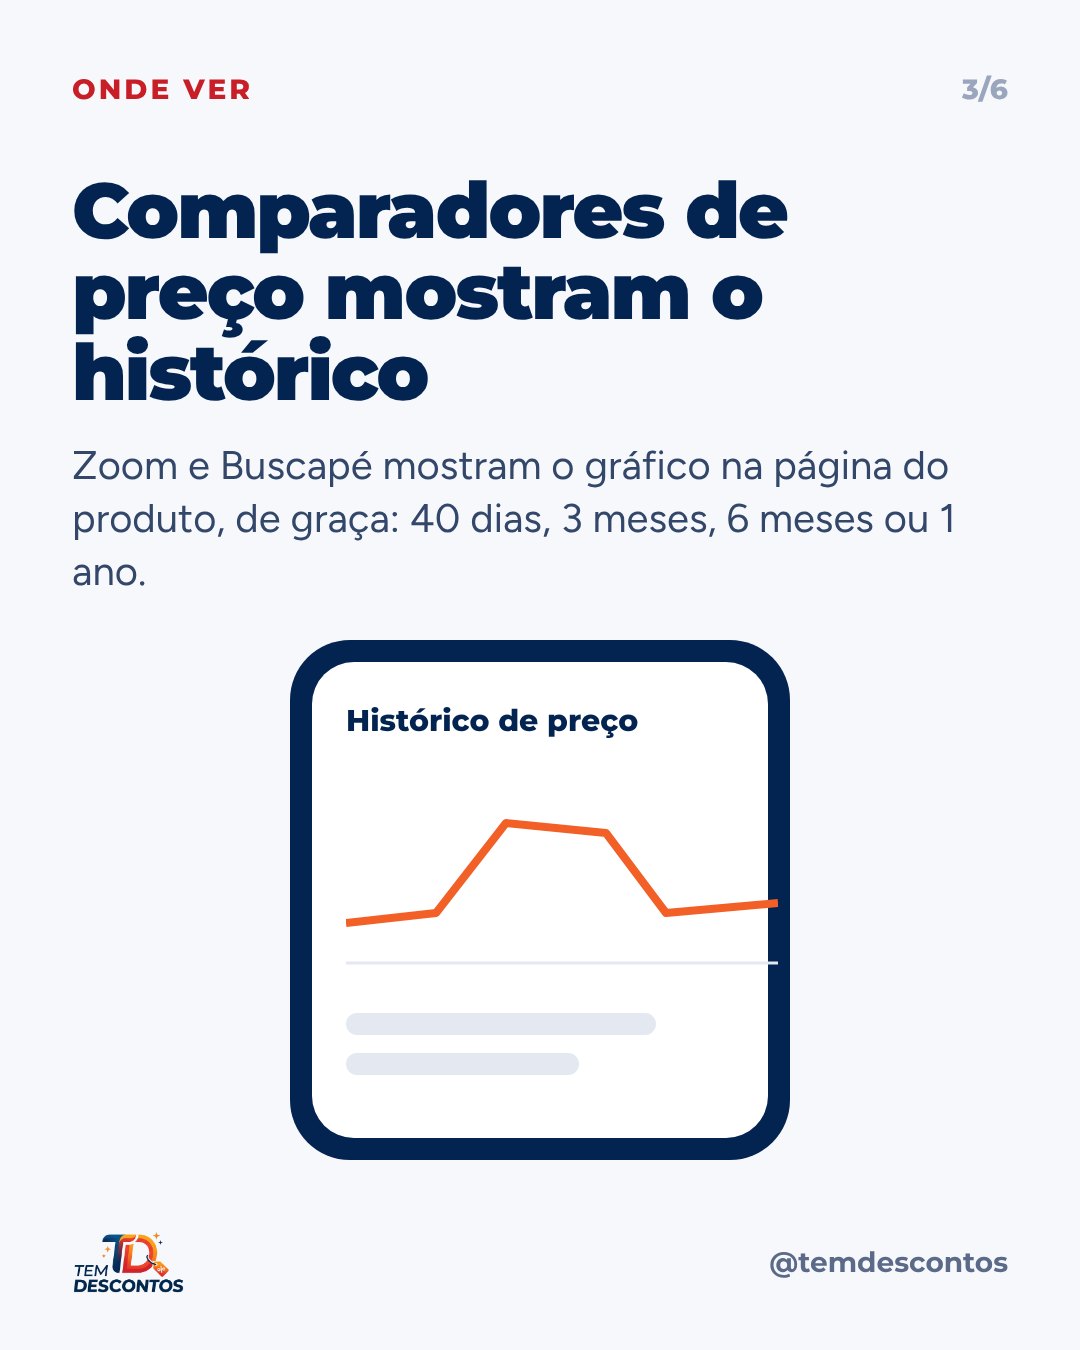 ONDE VER
3/6
Comparadores de
preço mostram o
histórico
Zoom e Buscapé mostram o gráfico na página do
produto, de graça: 40 dias, 3 meses, 6 meses ou 1
ano.
Histórico de preço
TD
TEM
DESCONTOS
@temdescontos